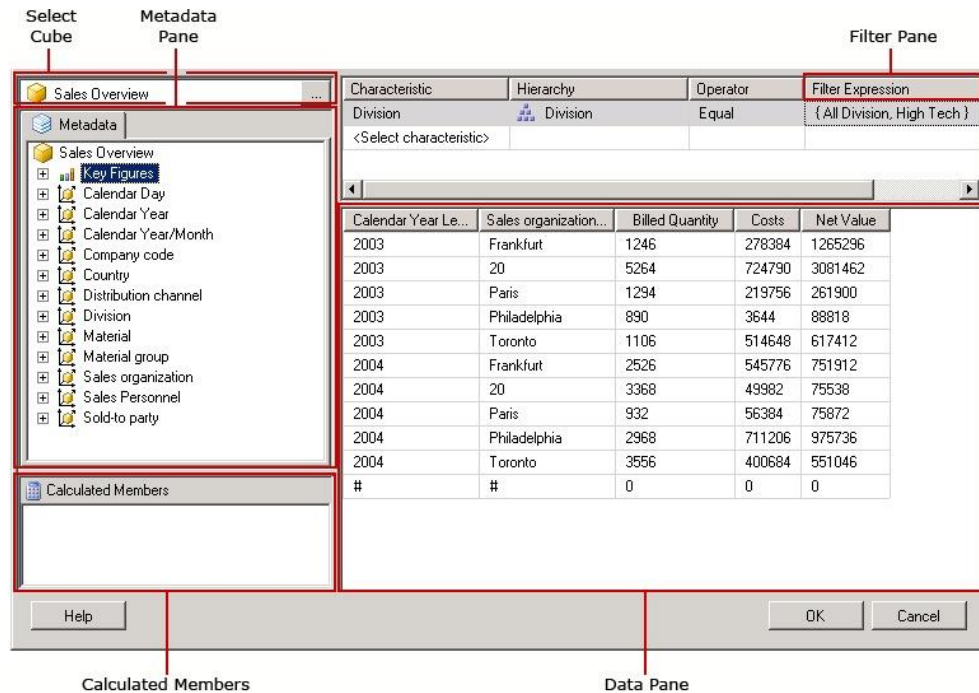 Select Cube
Metadata Pane
Filter Pane
Sales Overview ...
Metadata
Sales Overview
Key Figures
Calendar Day
Calendar Year
Calendar Year/Month
Company code
Country
Distribution channel
Division
Material
Material group
Sales organization
Sales Personnel
Sold-to party
Calculated Members
Characteristic Hierarchy Operator Filter Expression
Division Division Equal { All Division, High Tech }
<Select characteristic>
Calendar Year Le... Sales organization... Billed Quantity Costs Net Value
2003 Frankfurt 1246 278384 1265296
2003 20 5264 724790 3081462
2003 Paris 1294 219756 261900
2003 Philadelphia 890 3644 88818
2003 Toronto 1106 514648 617412
2004 Frankfurt 2526 545776 751912
2004 20 3368 49982 75538
2004 Paris 932 56384 75872
2004 Philadelphia 2968 711206 975736
2004 Toronto 3556 400684 551046
# # 0 0 0
Help OK Cancel
Calculated Members
Data Pane